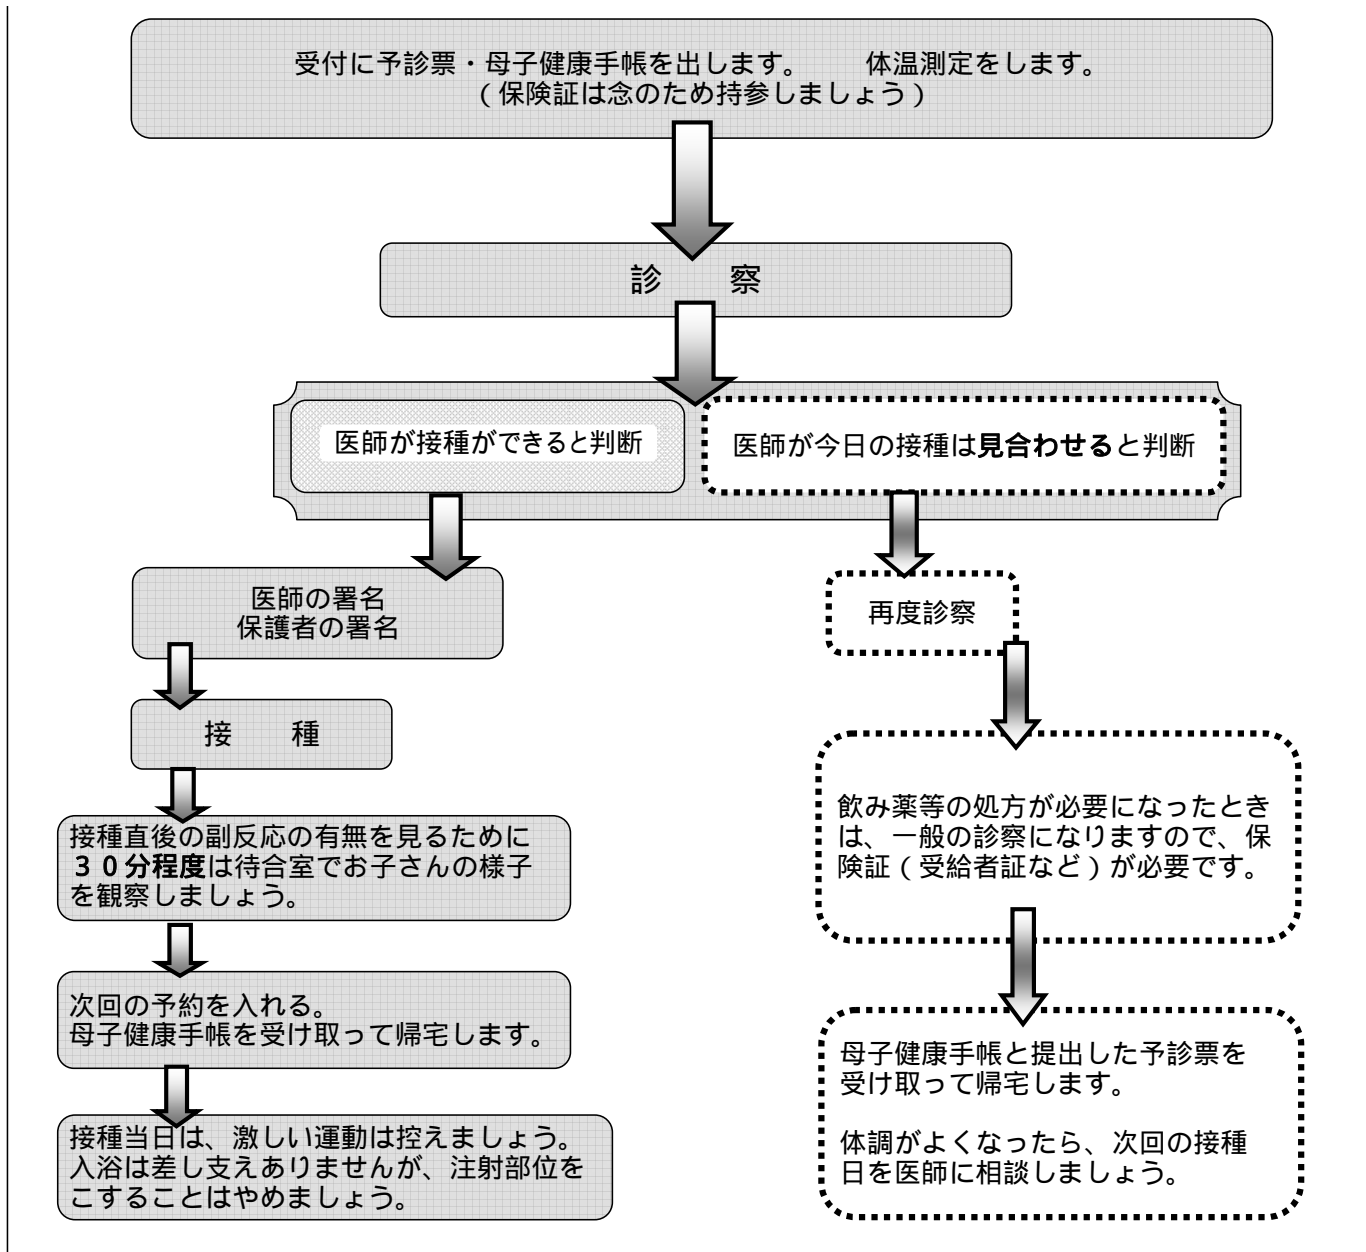 受付に予診票・母子健康手帳を出します。　　体温測定をします。
（保険証は念のため持参しましょう）
診　　察
医師が接種ができると判断
医師が今日の接種は見合わせると判断
医師の署名
保護者の署名
接　　種
接種直後の副反応の有無を見るために
３０分程度は待合室でお子さんの様子
を観察しましょう。
次回の予約を入れる。
母子健康手帳を受け取って帰宅します。
接種当日は、激しい運動は控えましょう。
入浴は差し支えありませんが、注射部位を
こすることはやめましょう。
再度診察
飲み薬等の処方が必要になったとき
は、一般の診察になりますので、保
険証（受給者証など）が必要です。
母子健康手帳と提出した予診票を
受け取って帰宅します。
体調がよくなったら、次回の接種
日を医師に相談しましょう。